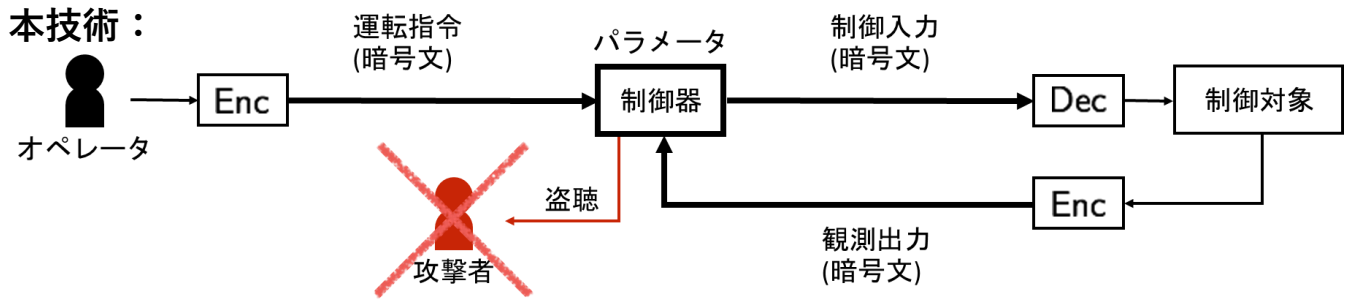 本技術：
運転指令
(暗号文)
パラメータ
制御入力
(暗号文)
Enc
制御器
Dec
制御対象
オペレータ
盗聴
Enc
攻撃者
観測出力
(暗号文)